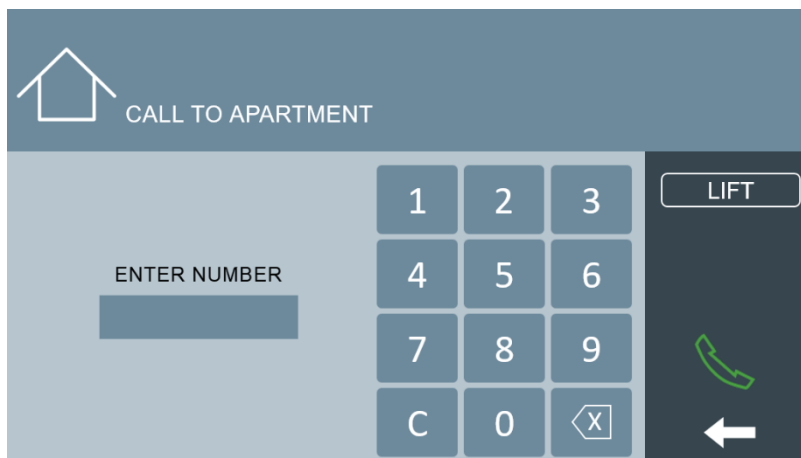 CALL TO APARTMENT
ENTER NUMBER
1 2 3
4 5 6
7 8 9
C 0 X
LIFT